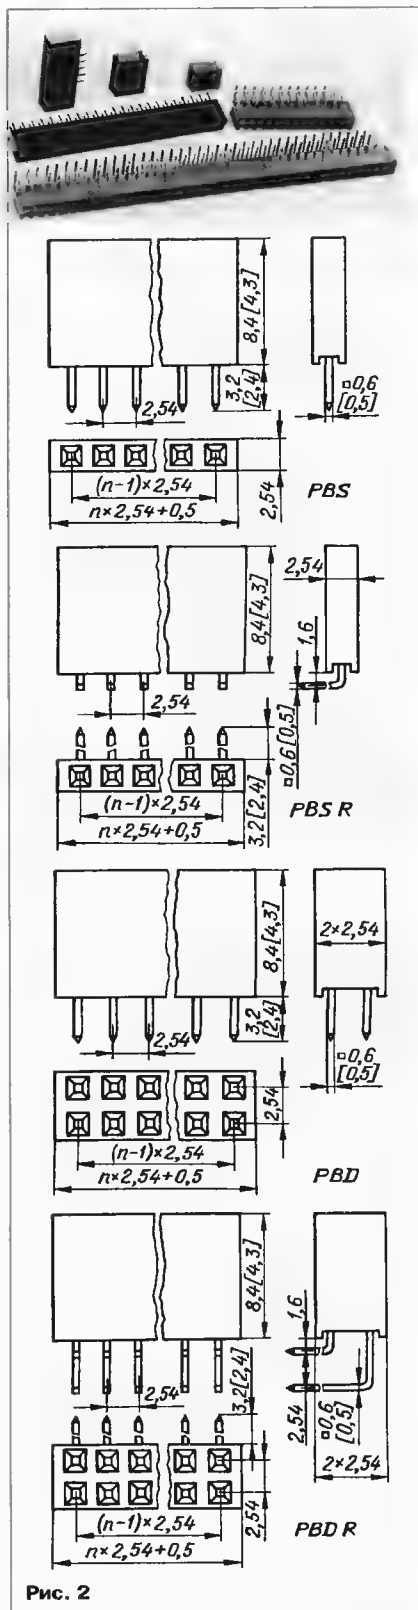 8,4[4,3]
3,2
[2,4]
2,54
□0,6
[0,5]
(n-1)×2,54
n×2,54+0,5
2,54
PBS
8,4[4,3]
2,54
1,6
2,54
□0,6[0,5]
3,2[2,4]
(n-1)×2,54
n×2,54+0,5
PBS R
8,4[4,3]
2×2,54
3,2
[2,4]
2,54
□0,6
[0,5]
2,54
(n-1)×2,54
n×2,54+0,5
PBD
8,4[4,3]
1,6
2,54
3,2[2,4]
2,54
□0,6
[0,5]
2×2,54
2,54
(n-1)×2,54
n×2,54+0,5
PBD R
Рис. 2